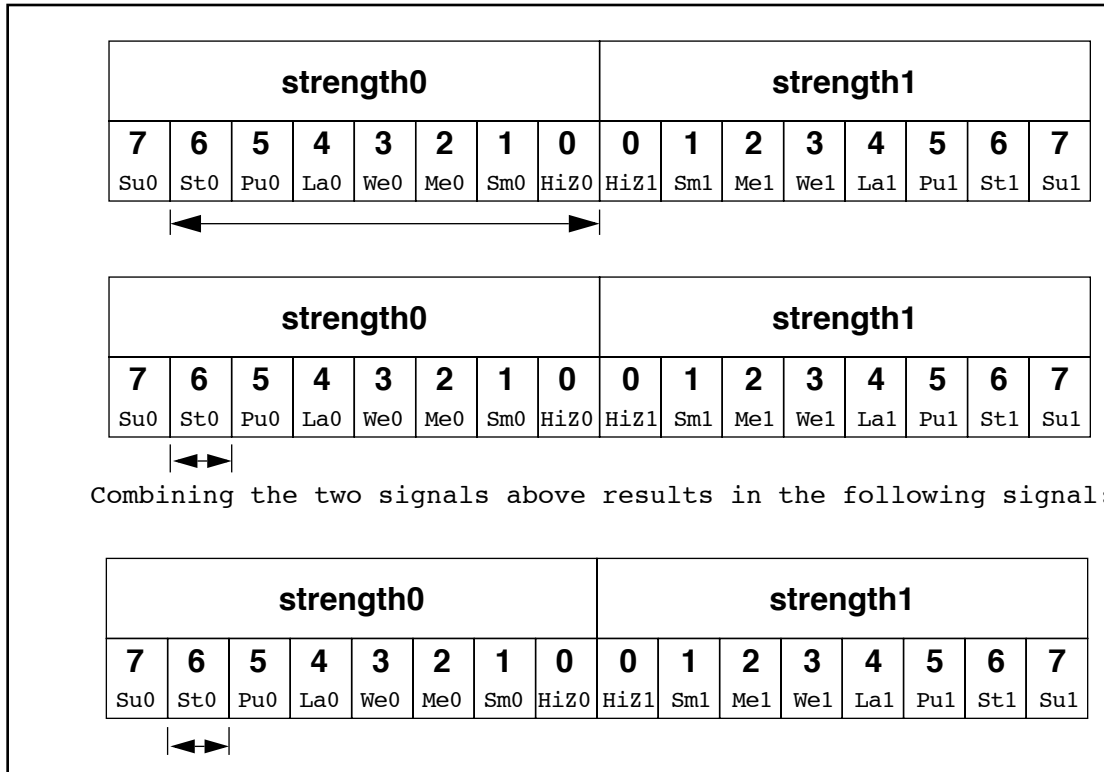 strength0 strength1
7 6 5 4 3 2 1 0 0 1 2 3 4 5 6 7
Su0 St0 Pu0 La0 We0 Me0 Sm0 HiZ0 HiZ1 Sm1 Me1 We1 La1 Pu1 St1 Su1
strength0 strength1
7 6 5 4 3 2 1 0 0 1 2 3 4 5 6 7
Su0 St0 Pu0 La0 We0 Me0 Sm0 HiZ0 HiZ1 Sm1 Me1 We1 La1 Pu1 St1 Su1
Combining the two signals above results in the following signals
strength0 strength1
7 6 5 4 3 2 1 0 0 1 2 3 4 5 6 7
Su0 St0 Pu0 La0 We0 Me0 Sm0 HiZ0 HiZ1 Sm1 Me1 We1 La1 Pu1 St1 Su1